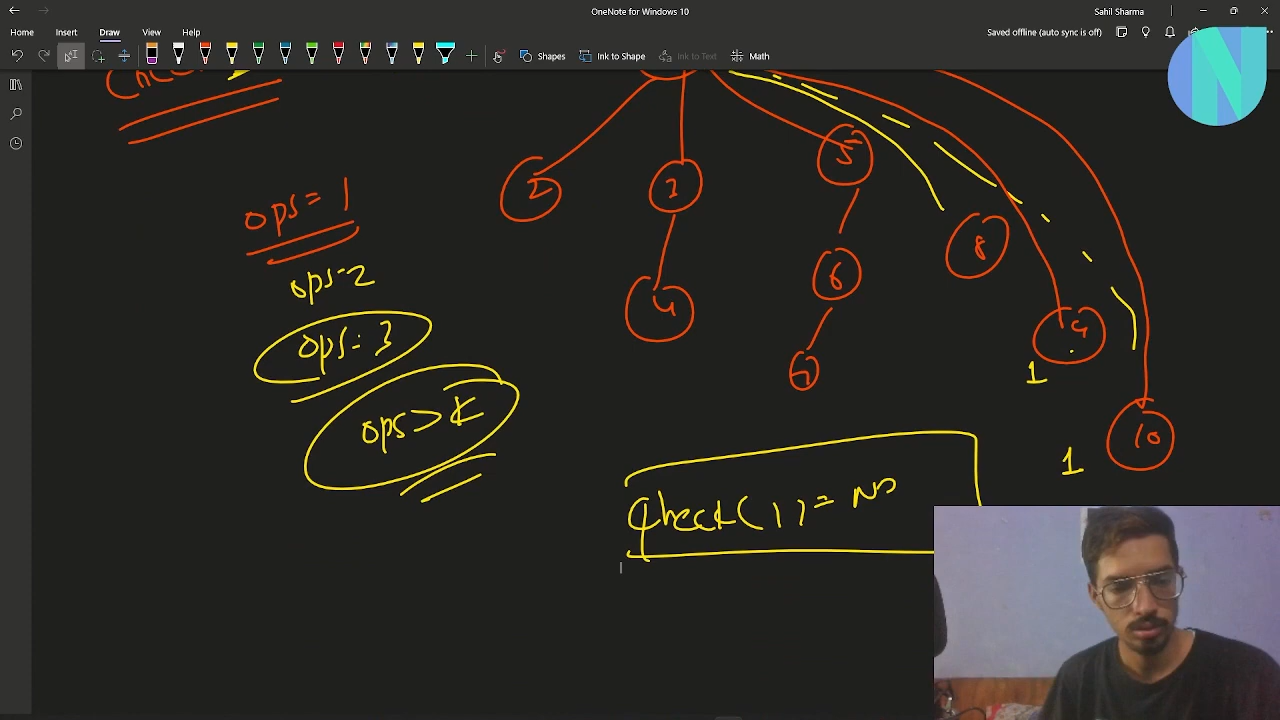 OneNote for Windows 10
Sahil Sharma
Home Insert Draw View Help
Saved offline (auto sync is off)
Shapes Ink to Shape Ink to Text Math
ops = 1
ops = 2
ops = 3
ops > K
2
3
5
4
6
7
8
9
1
10
1
check(1) = No
N